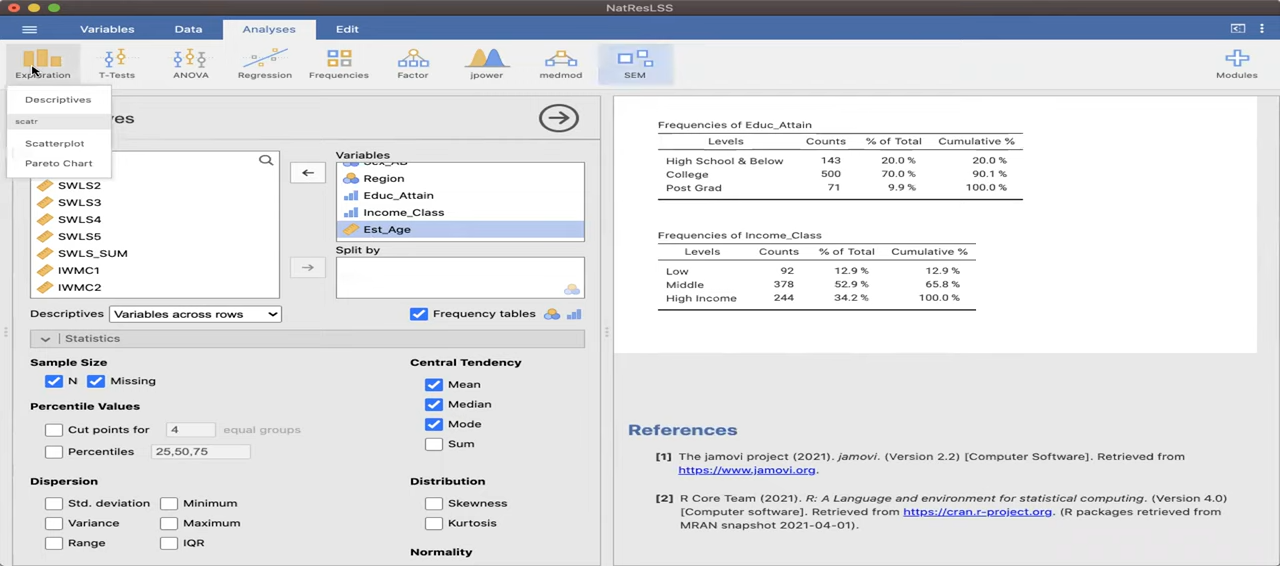 NatResLSS
Variables Data Analyses Edit
Exploration T-Tests ANOVA Regression Frequencies Factor jpower medmod SEM Modules
Descriptives
scatr
Scatterplot
Pareto Chart
ves
SWLS2
SWLS3
SWLS4
SWLS5
SWLS_SUM
IWMC1
IWMC2
Variables
Region
Educ_Attain
Income_Class
Est_Age
Split by
Descriptives Variables across rows Frequency tables
Statistics
Sample Size
N Missing
Percentile Values
Cut points for 4 equal groups
Percentiles 25,50,75
Dispersion
Std. deviation Minimum
Variance Maximum
Range IQR
Central Tendency
Mean
Median
Mode
Sum
Distribution
Skewness
Kurtosis
Normality
Frequencies of Educ_Attain
Levels Counts % of Total Cumulative %
High School & Below 143 20.0 % 20.0 %
College 500 70.0 % 90.1 %
Post Grad 71 9.9 % 100.0 %
Frequencies of Income_Class
Levels Counts % of Total Cumulative %
Low 92 12.9 % 12.9 %
Middle 378 52.9 % 65.8 %
High Income 244 34.2 % 100.0 %
References
[1] The jamovi project (2021). jamovi. (Version 2.2) [Computer Software]. Retrieved from
https://www.jamovi.org.
[2] R Core Team (2021). R: A Language and environment for statistical computing. (Version 4.0)
[Computer software]. Retrieved from https://cran.r-project.org. (R packages retrieved from
MRAN snapshot 2021-04-01).